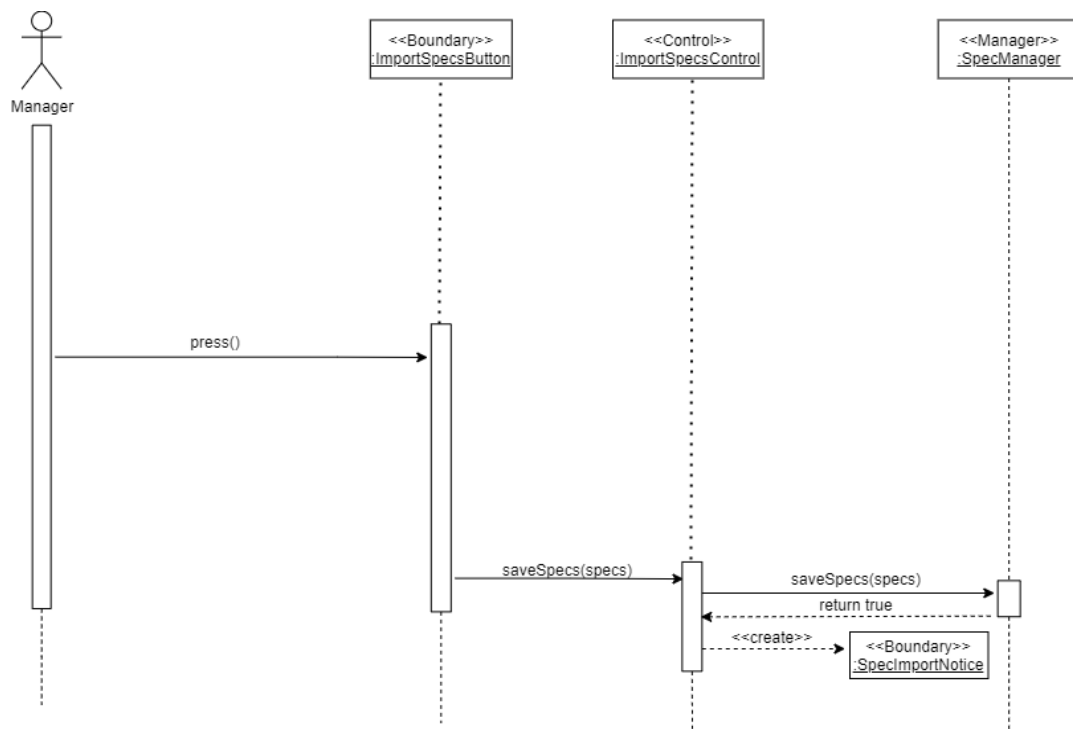 <<Boundary>>
:ImportSpecsButton
<<Control>>
:ImportSpecsControl
<<Manager>>
:SpecManager
Manager
press()
saveSpecs(specs)
saveSpecs(specs)
return true
<<create>>
<<Boundary>>
:SpecImportNotice